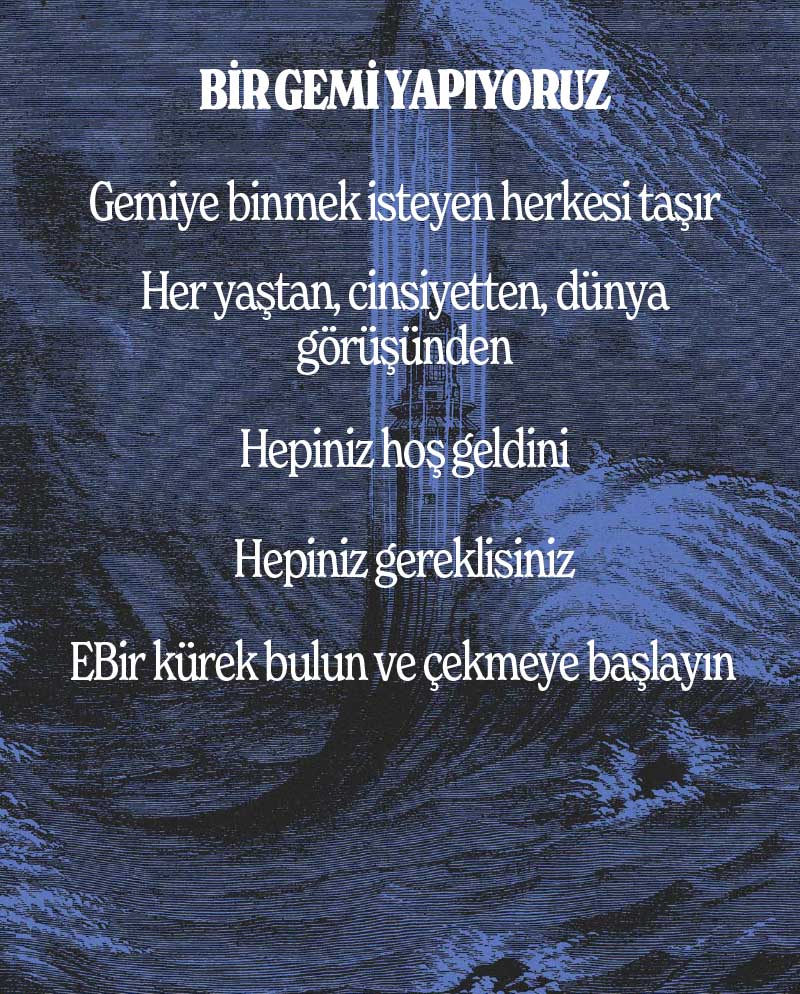 BİR GEMİ YAPIYORUZ
Gemiye binmek isteyen herkesi taşır
Her yaştan, cinsiyetten, dünya
görüşünden
Hepiniz hoş geldini
Hepiniz gereklisiniz
EBir kürek bulun ve çekmeye başlayın